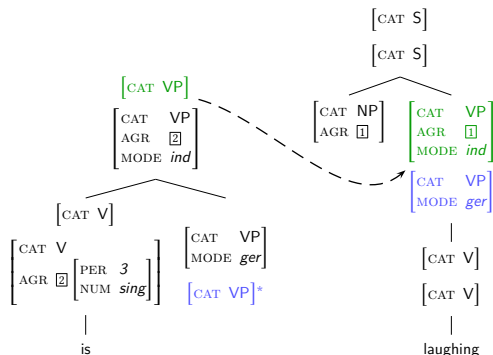 [CAT S]
[CAT S]
[CAT VP]
[CAT VP
AGR 2
MODE ind]
[CAT NP
AGR 1]
[CAT VP
AGR 1
MODE ind]
[CAT VP
MODE ger]
[CAT V]
[CAT V
AGR 2 [PER 3
NUM sing]]
[CAT VP
MODE ger]
[CAT VP]*
[CAT V]
[CAT V]
is
laughing